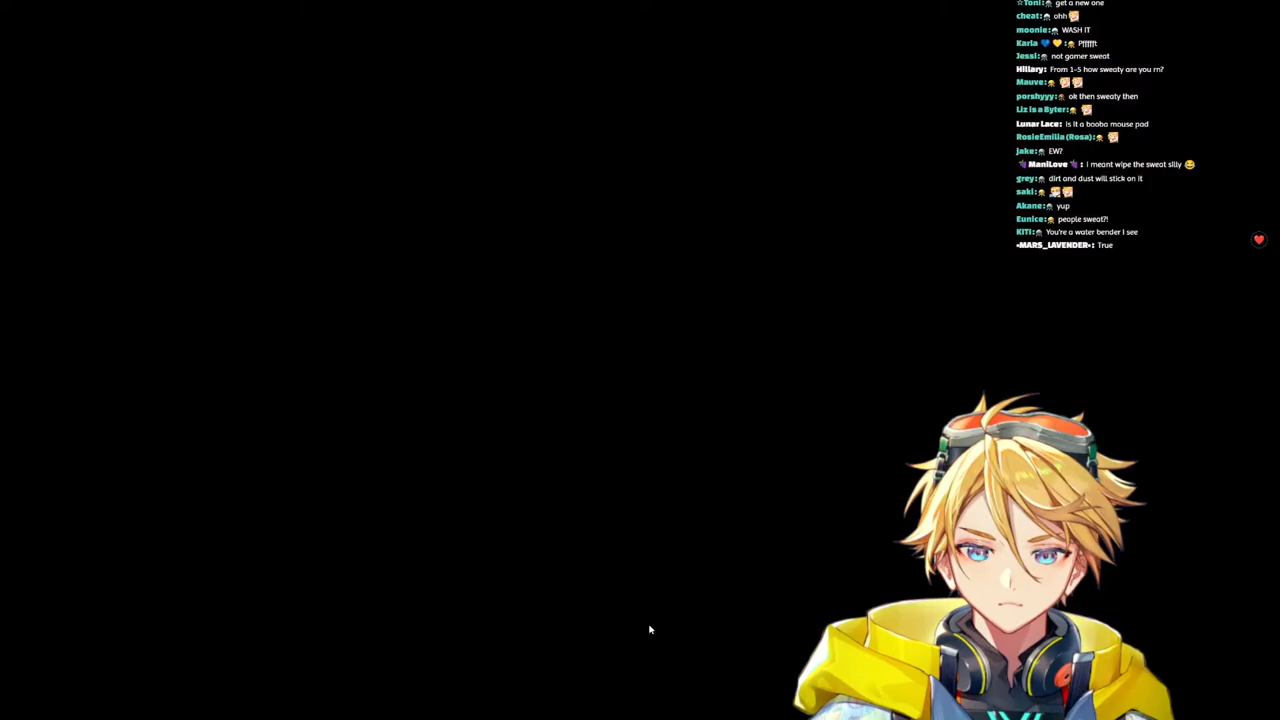 ☆Toni: get a new one
cheat: ohh
moonie: WASH IT
Karla 💙 💛 : Pffffft
Jessi: not gamer sweat
Hillary: From 1-5 how sweaty are you rn?
Mauve:
porshyyy: ok then sweaty then
Liz is a Byter:
Lunar Lace: is it a booba mouse pad
RosieEmilia (Rosa):
jake: EW?
🍇ManiLove 🍇: I meant wipe the sweat silly 😂
grey: dirt and dust will stick on it
saki:
Akane: yup
Eunice: people sweat?!
KITI: You're a water bender I see
•MARS_LAVENDER•: True